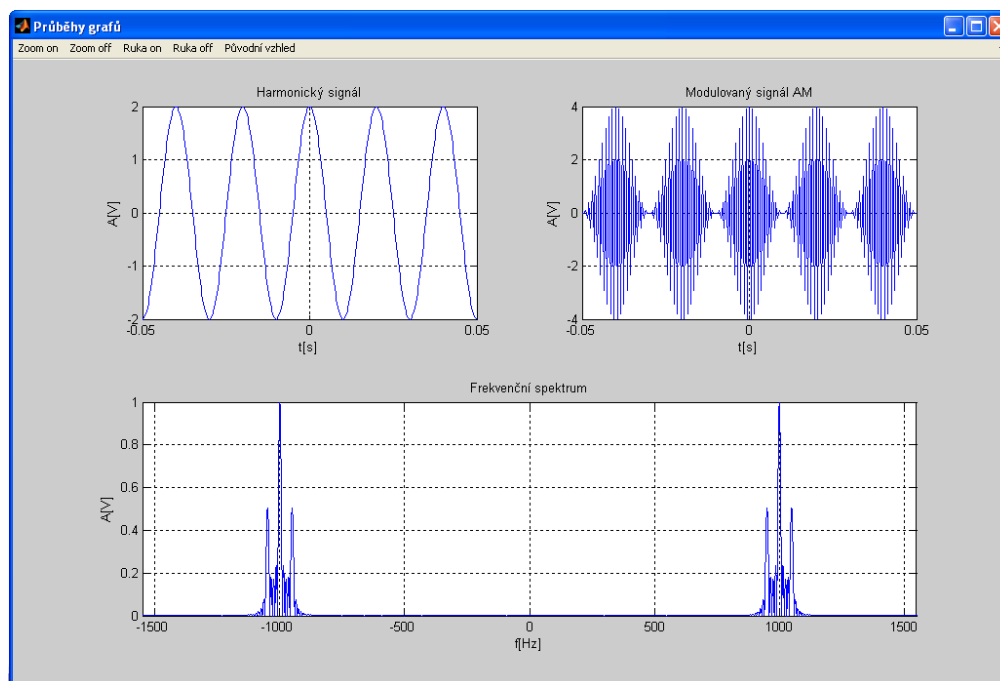 Průběhy grafů
Zoom on Zoom off Ruka on Ruka off Původní vzhled
Harmonický signál
2
1
0
-1
-2
A[V]
-0.05 0 0.05
t[s]
Modulovaný signál AM
4
2
0
-2
-4
A[V]
-0.05 0 0.05
t[s]
Frekvenční spektrum
1
0.8
0.6
0.4
0.2
0
A[V]
-1500 -1000 -500 0 500 1000 1500
f[Hz]